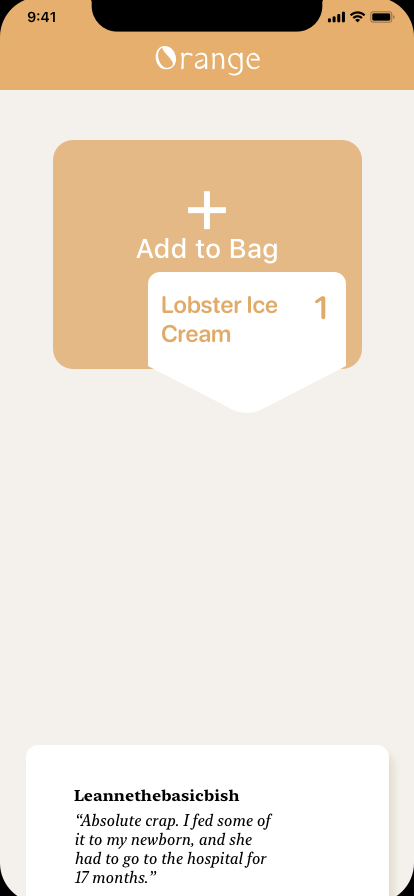 9:41
Orange
Add to Bag
Lobster Ice
Cream
1
Leannethebasicbish
“Absolute crap. I fed some of
it to my newborn, and she
had to go to the hospital for
17 months.”